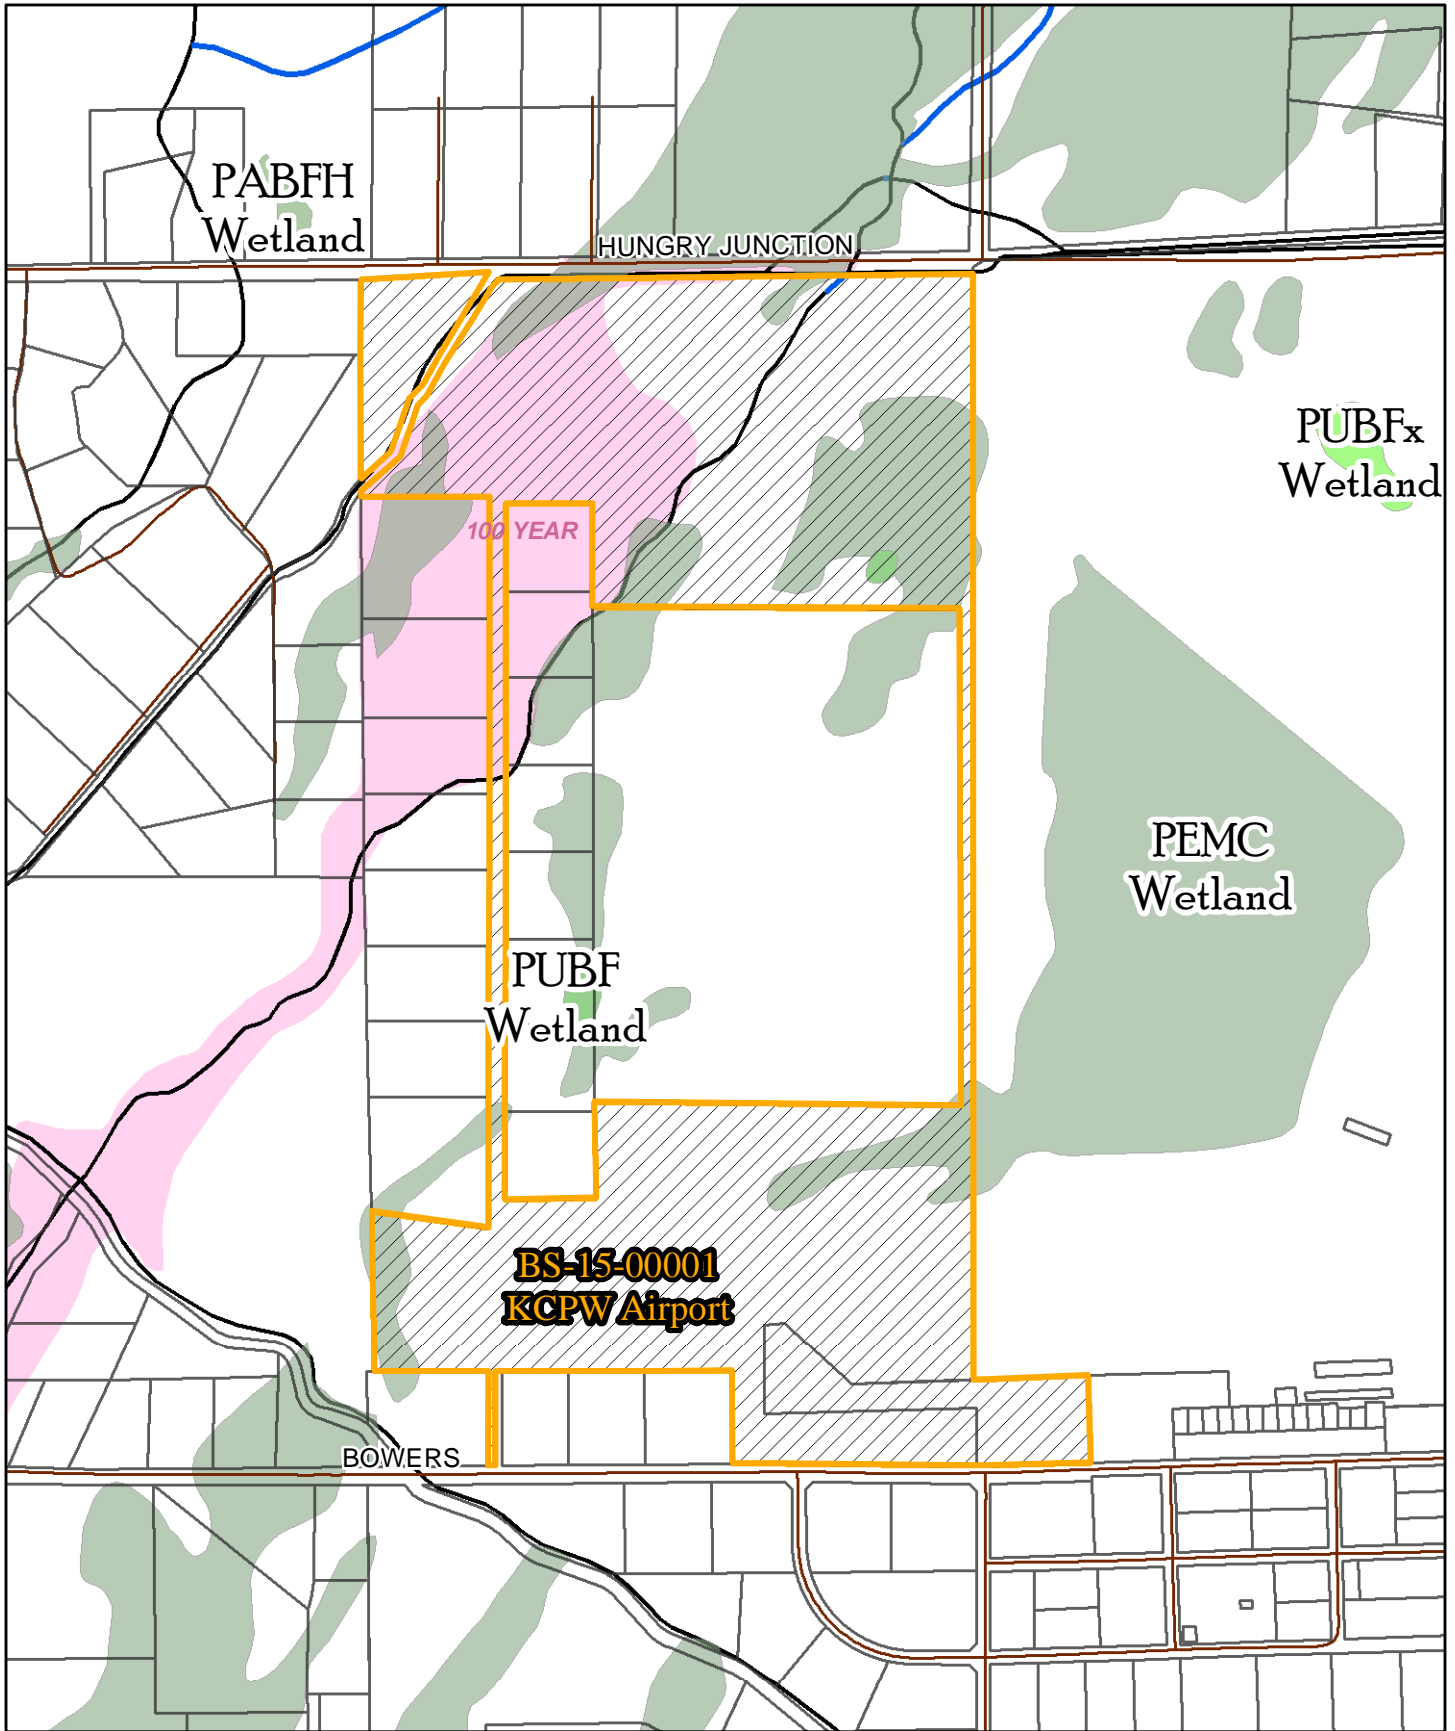 PABFH
Wetland
HUNGRY JUNCTION
PUBFx
Wetland
100 YEAR
PEMC
Wetland
PUBF
Wetland
BS-15-00001
KCPW Airport
BOWERS